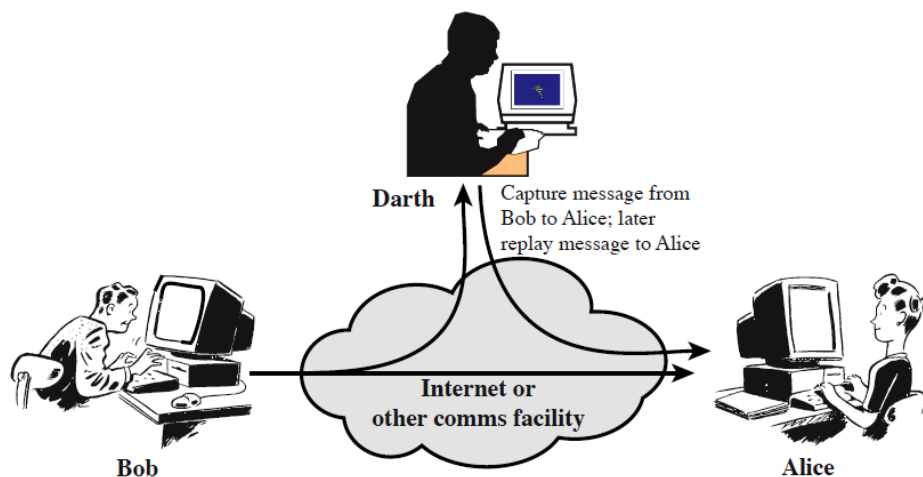 Darth
Capture message from
Bob to Alice; later
replay message to Alice
Internet or
other comms facility
Bob
Alice